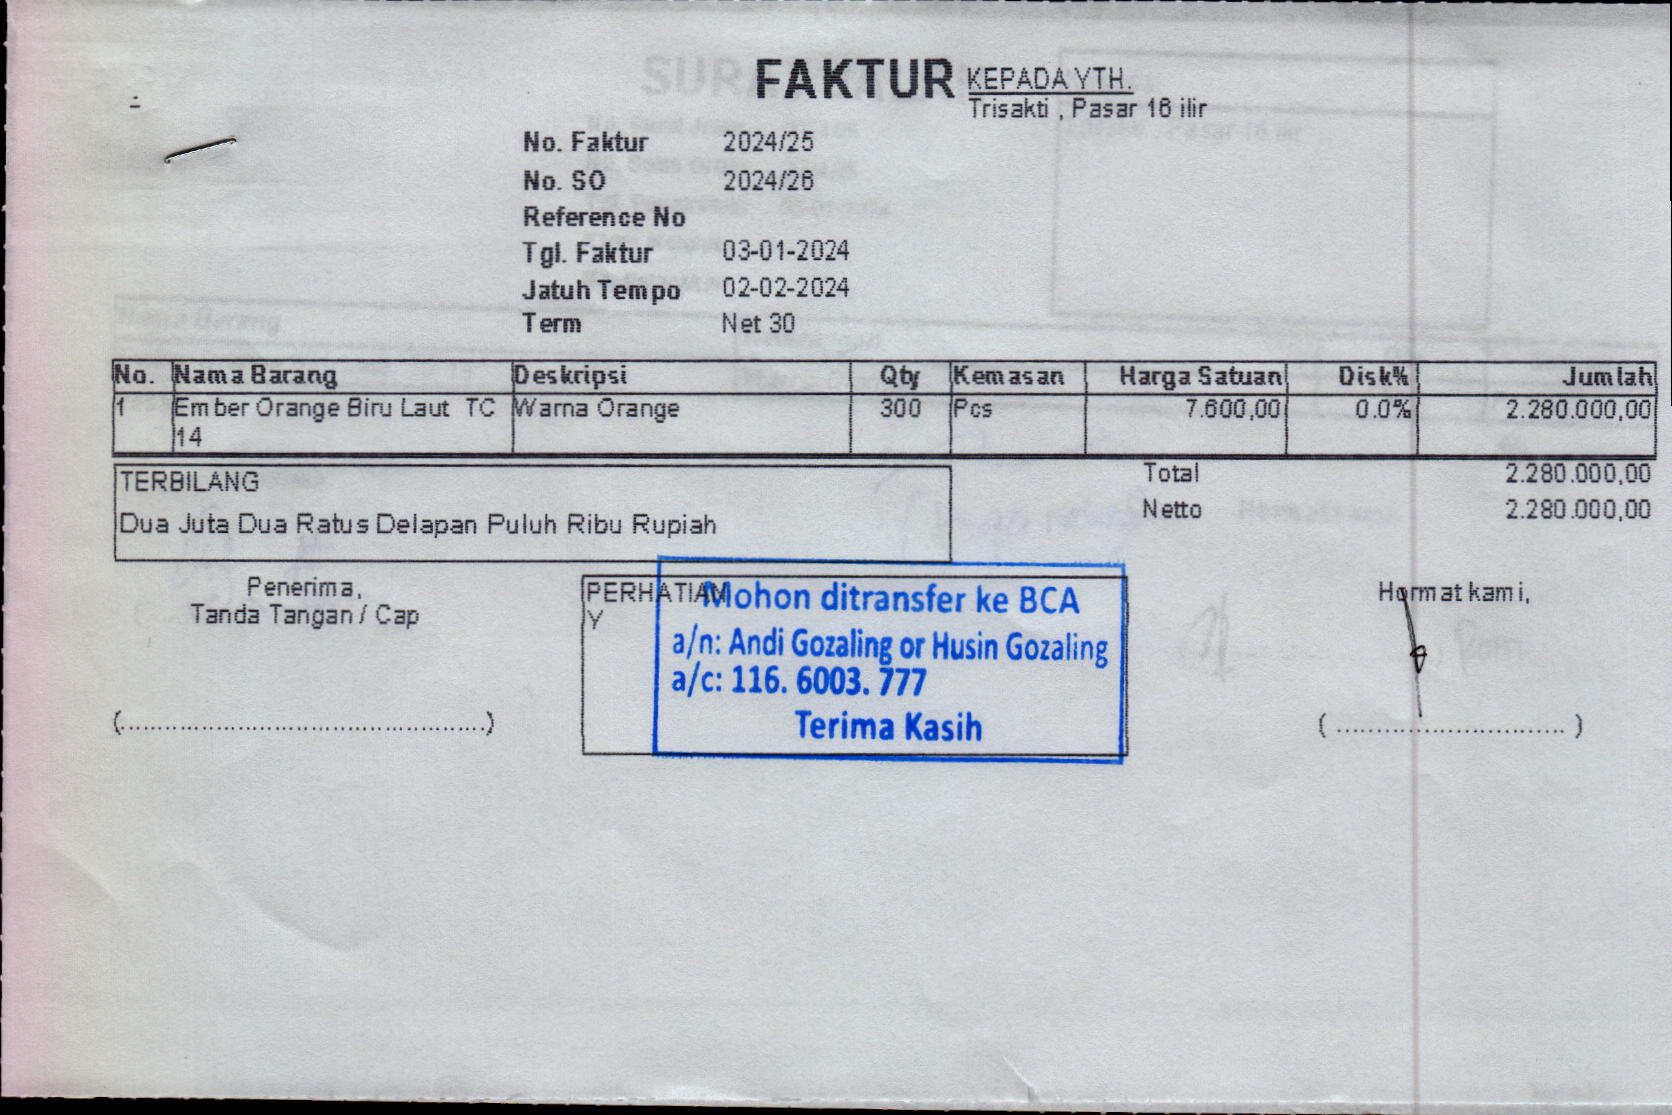 FAKTUR
KEPADA YTH.
Trisakti , Pasar 16 ilir
No. Faktur 2024/25
No. SO 2024/26
Reference No
Tgl. Faktur 03-01-2024
Jatuh Tempo 02-02-2024
Term Net 30
No. Nama Barang Deskripsi Qty Kemasan Harga Satuan Disk% Jumlah
1 Ember Orange Biru Laut TC Warna Orange 300 Pcs 7.600,00 0.0% 2.280.000,00
14
TERBILANG
Dua Juta Dua Ratus Delapan Puluh Ribu Rupiah
Total 2.280.000,00
Netto 2.280.000,00
Penerima,
Tanda Tangan / Cap
(................................................)
PERHATIAN
Y
Mohon ditransfer ke BCA
a/n: Andi Gozaling or Husin Gozaling
a/c: 116. 6003. 777
Terima Kasih
Hormat kami,
( .............................. )